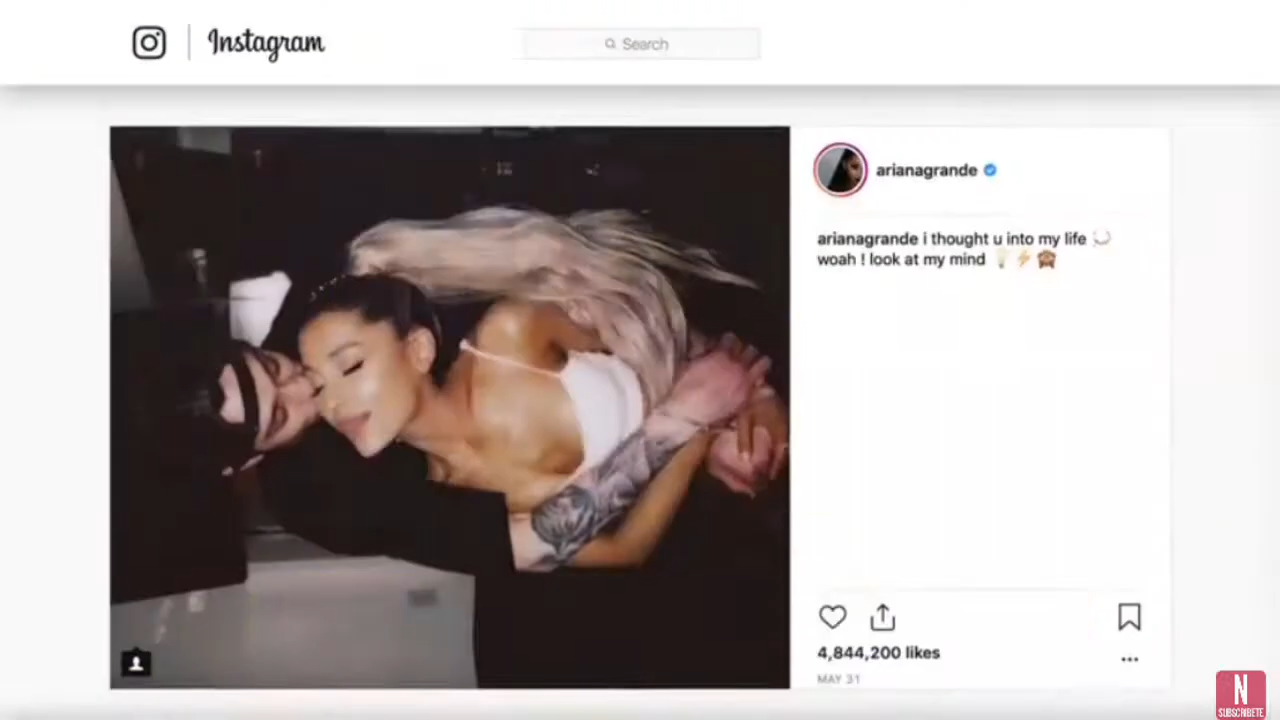 Instagram
Search
arianagrande
arianagrande i thought u into my life
woah ! look at my mind 💡⚡🙈
4,844,200 likes
MAY 31
N
SUBSCRIBETE